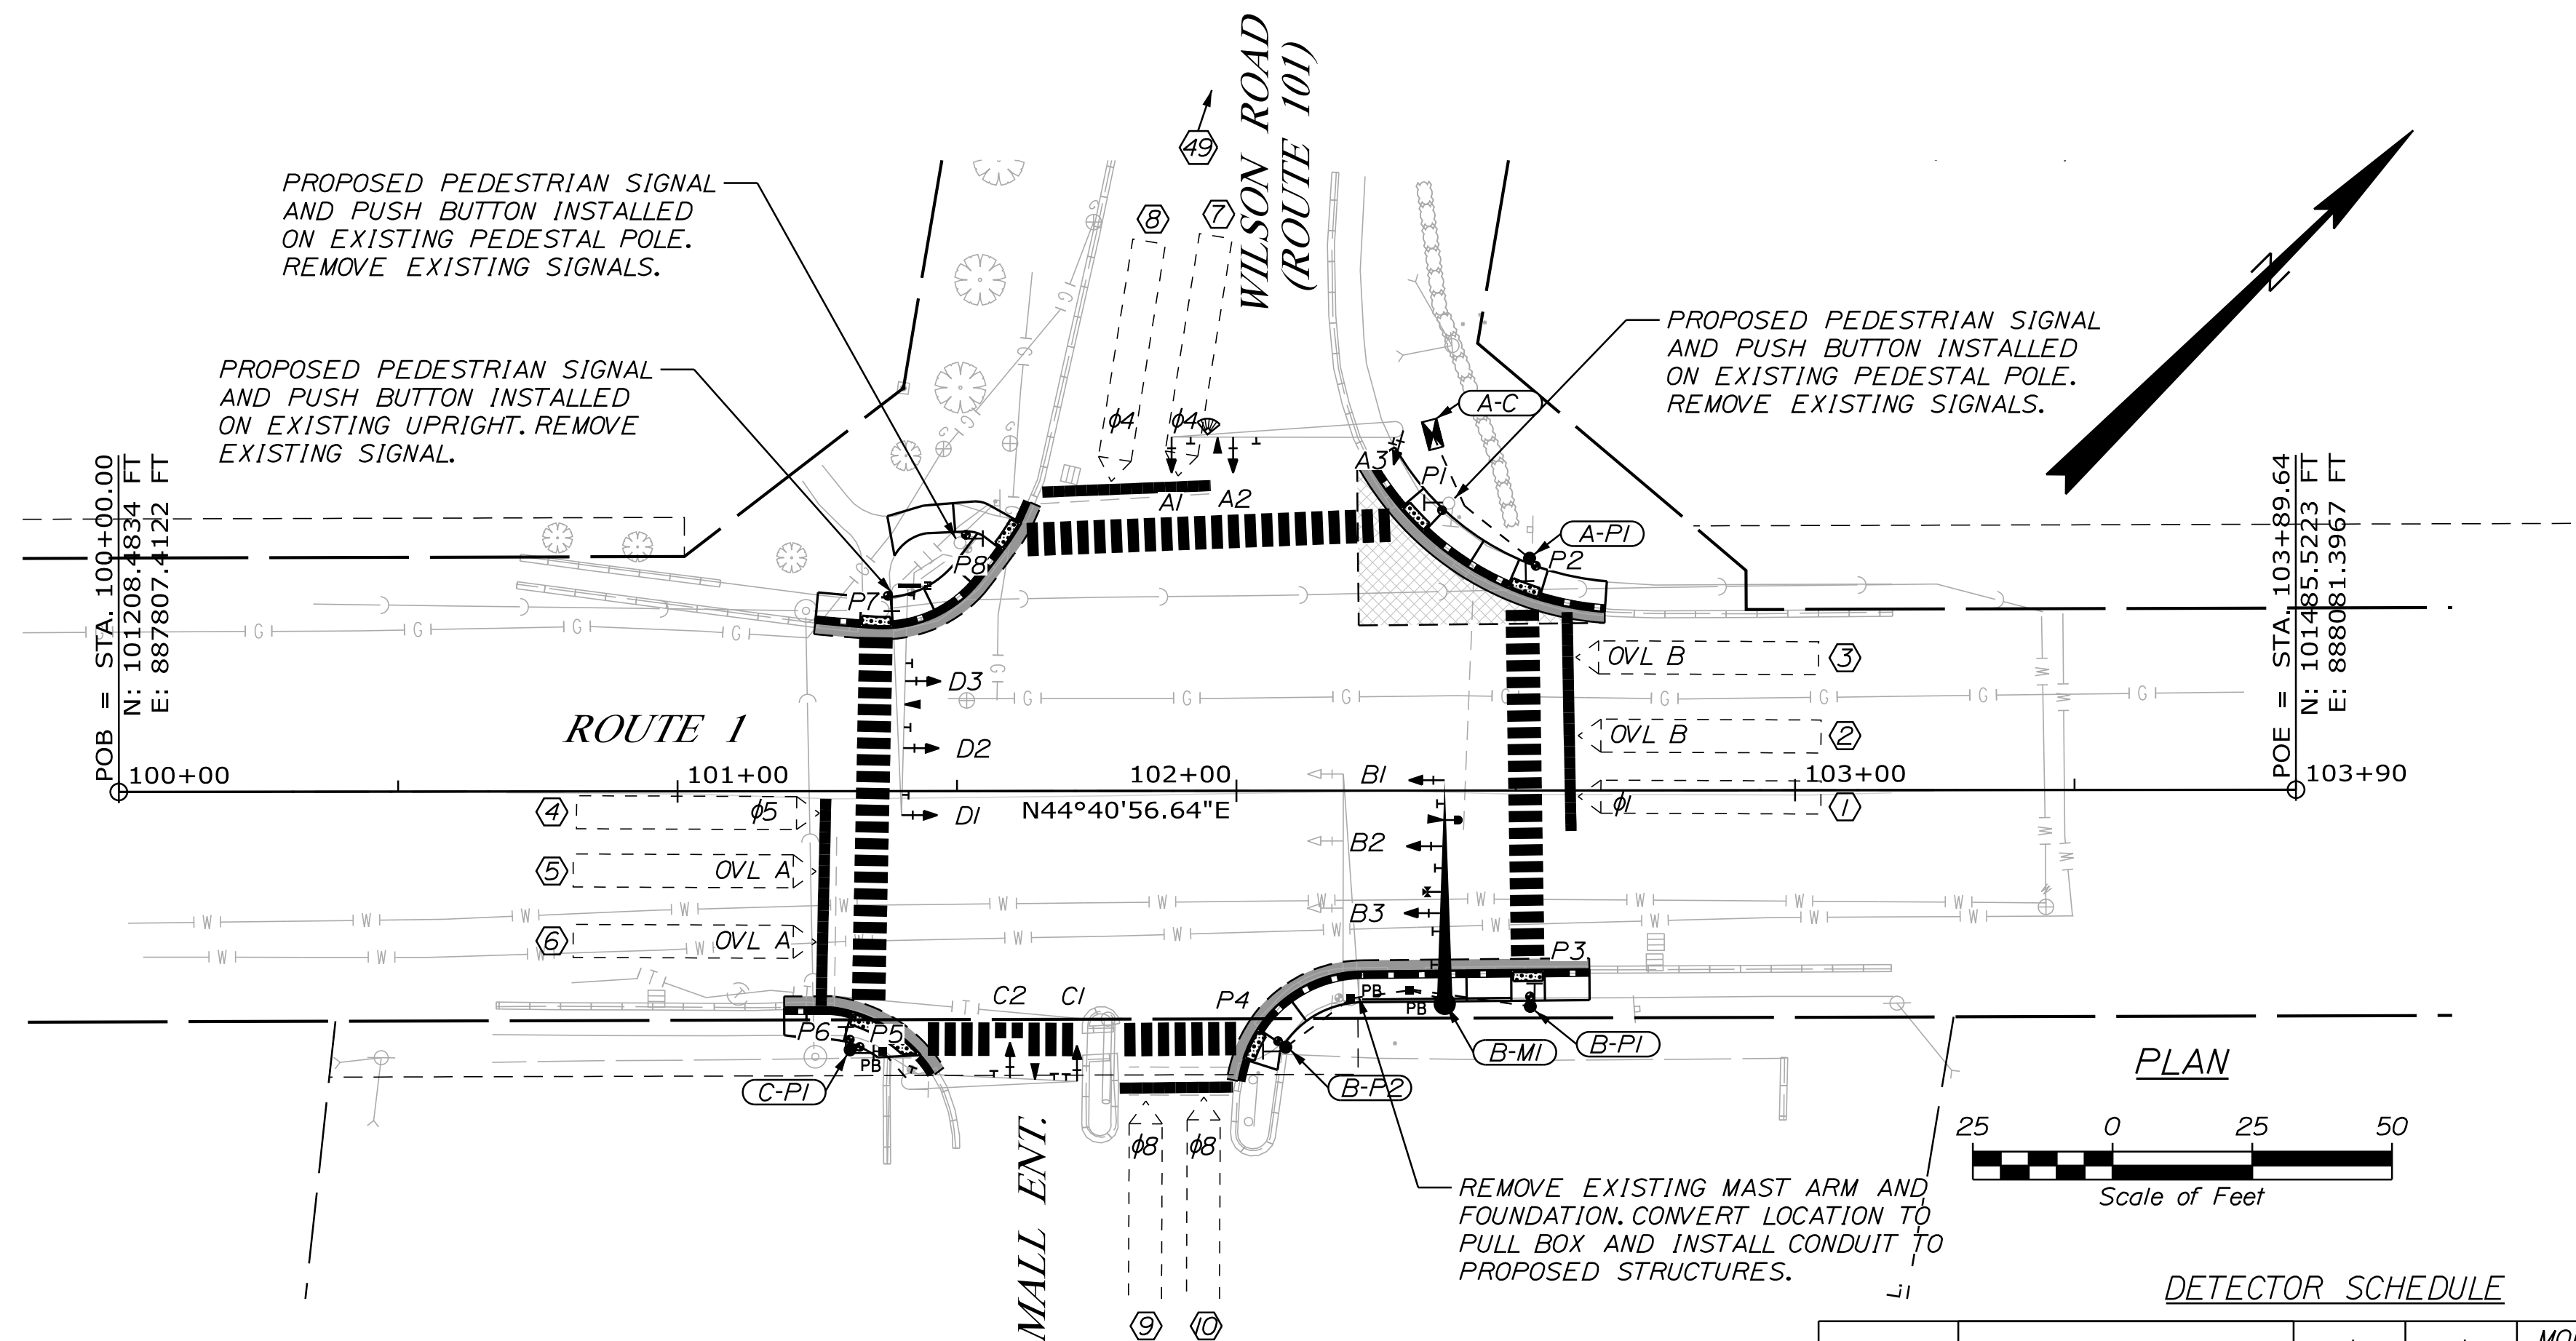 WILSON ROAD
(ROUTE 101)
49
8
7
PROPOSED PEDESTRIAN SIGNAL
AND PUSH BUTTON INSTALLED
ON EXISTING PEDESTAL POLE.
REMOVE EXISTING SIGNALS.
PROPOSED PEDESTRIAN SIGNAL
AND PUSH BUTTON INSTALLED
ON EXISTING UPRIGHT. REMOVE
EXISTING SIGNAL.
PROPOSED PEDESTRIAN SIGNAL
AND PUSH BUTTON INSTALLED
ON EXISTING PEDESTAL POLE.
REMOVE EXISTING SIGNALS.
A-C
ϕ4
ϕ4
A3
P1
A1
A2
A-P1
P2
P8
P7
POB = STA. 100+00.00
N: 101208.4834 FT
E: 887807.4122 FT
POE = STA. 103+89.64
N: 101485.5223 FT
E: 888081.3967 FT
G G G G
G G G G G G G G
OVL B
3
D3
ROUTE 1
D2
OVL B
2
100+00
101+00
102+00
103+00
103+90
B1
N44°40'56.64"E
4
ϕ5
D1
ϕ1
1
B2
5
OVL A
B3
W W W W W W W W W W W W
6
OVL A
W W W W W W W W W W W W
P3
C2
C1
P4
PB
PB
P6
P5
PB
B-M1
B-P1
C-P1
B-P2
PLAN
ϕ8
ϕ8
MALL ENT.
25 0 25 50
Scale of Feet
REMOVE EXISTING MAST ARM AND
FOUNDATION. CONVERT LOCATION TO
PULL BOX AND INSTALL CONDUIT TO
PROPOSED STRUCTURES.
9
10
DETECTOR SCHEDULE